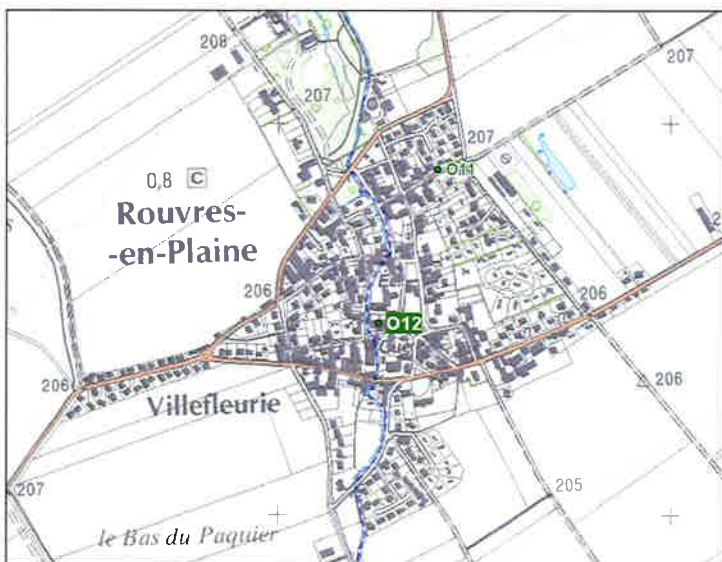 208
207
207
207
O11
0,8 C
Rouvres-
-en-Plaine
206
206
O12
206
206
Villefleurie
207
205
le Bas du Paquier